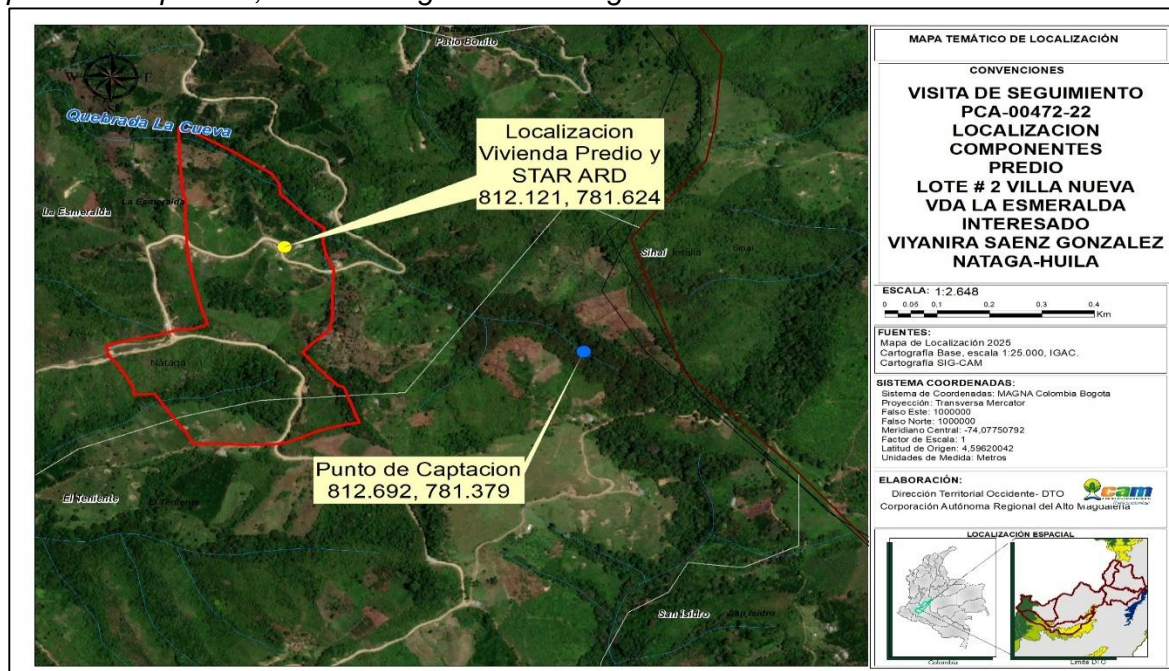 Patio Bonito
N
W
E
S
Quebrada La Cueva
Localizacion
Vivienda Predio y
STAR ARD
812.121, 781.624
La Esmeralda
La Esmeralda
Sinai
Sinai
Nátaga
Punto de Captacion
812.692, 781.379
El Teniente
El Teniente
San Isidro
San Isidro
MAPA TEMÁTICO DE LOCALIZACIÓN
CONVENCIONES
VISITA DE SEGUIMIENTO
PCA-00472-22
LOCALIZACION
COMPONENTES
PREDIO
LOTE # 2 VILLA NUEVA
VDA LA ESMERALDA
INTERESADO
VIYANIRA SAENZ GONZALEZ
NATAGA-HUILA
ESCALA: 1:2.648
0 0.05 0.1 0.2 0.3 0.4
Km
FUENTES:
Mapa de Localización 2025
Cartografía Base, escala 1:25.000, IGAC.
Cartografía SIG-CAM
SISTEMA COORDENADAS:
Sistema de Coordenadas: MAGNA Colombia Bogota
Proyección: Transversa Mercator
Falso Este: 1000000
Falso Norte: 1000000
Meridiano Central: -74,07750792
Factor de Escala: 1
Latitud de Origen: 4,59620042
Unidades de Medida: Metros
ELABORACIÓN:
Dirección Territorial Occidente- DTO
cam
Corporación Autónoma Regional del Alto Magdalena
LOCALIZACIÓN ESPACIAL
Colombia
Limite DTO